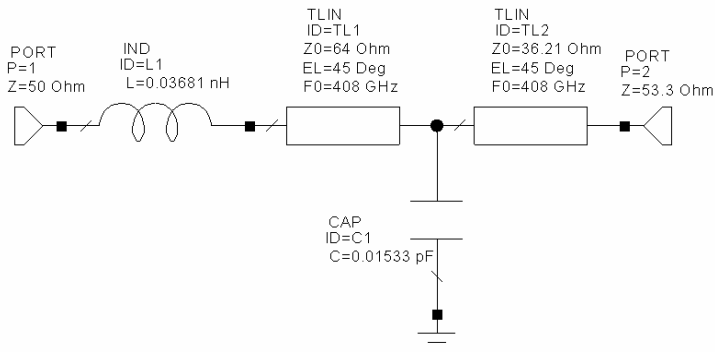 PORT
P=1
Z=50 Ohm
IND
ID=L1
L=0.03681 nH
TLIN
ID=TL1
Z0=64 Ohm
EL=45 Deg
F0=408 GHz
TLIN
ID=TL2
Z0=36.21 Ohm
EL=45 Deg
F0=408 GHz
PORT
P=2
Z=53.3 Ohm
CAP
ID=C1
C=0.01533 pF